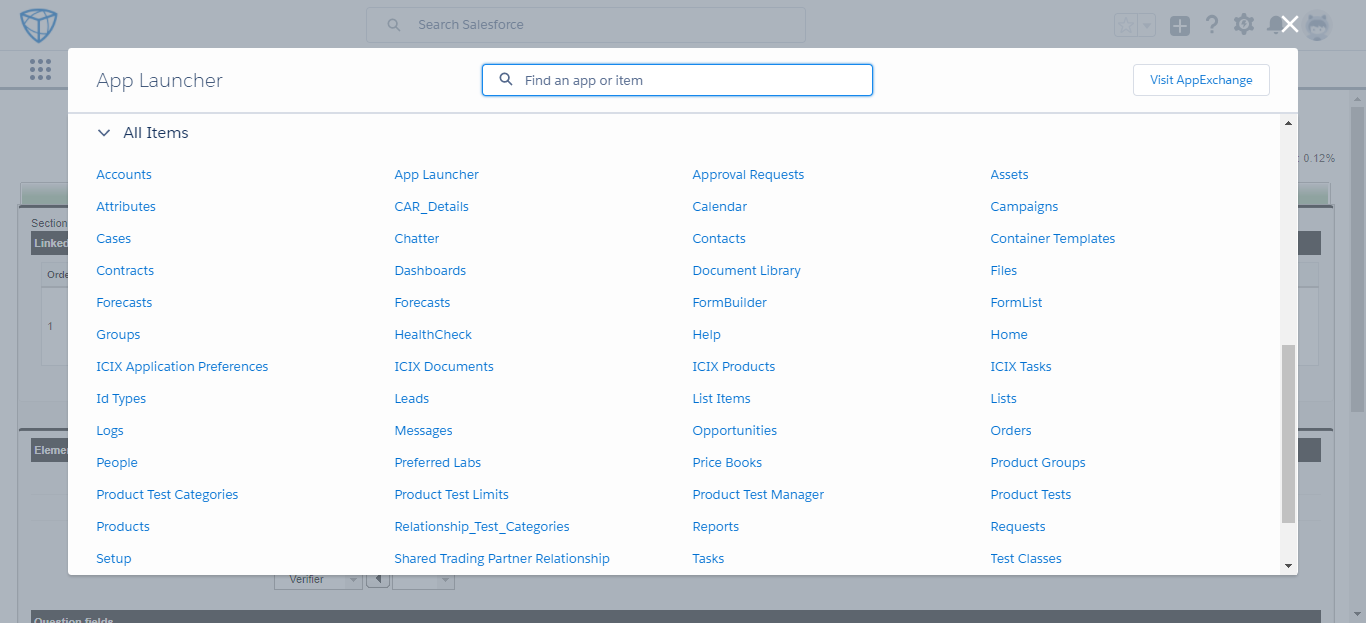 Search Salesforce
App Launcher
Find an app or item
Visit AppExchange
All Items
Accounts App Launcher Approval Requests Assets
Attributes CAR_Details Calendar Campaigns
Cases Chatter Contacts Container Templates
Contracts Dashboards Document Library Files
Forecasts Forecasts FormBuilder FormList
Groups HealthCheck Help Home
ICIX Application Preferences ICIX Documents ICIX Products ICIX Tasks
Id Types Leads List Items Lists
Logs Messages Opportunities Orders
People Preferred Labs Price Books Product Groups
Product Test Categories Product Test Limits Product Test Manager Product Tests
Products Relationship_Test_Categories Reports Requests
Setup Shared Trading Partner Relationship Tasks Test Classes
: 0.12%
Section
Linked
Orde
1
Elemen
Verifier
Question fields